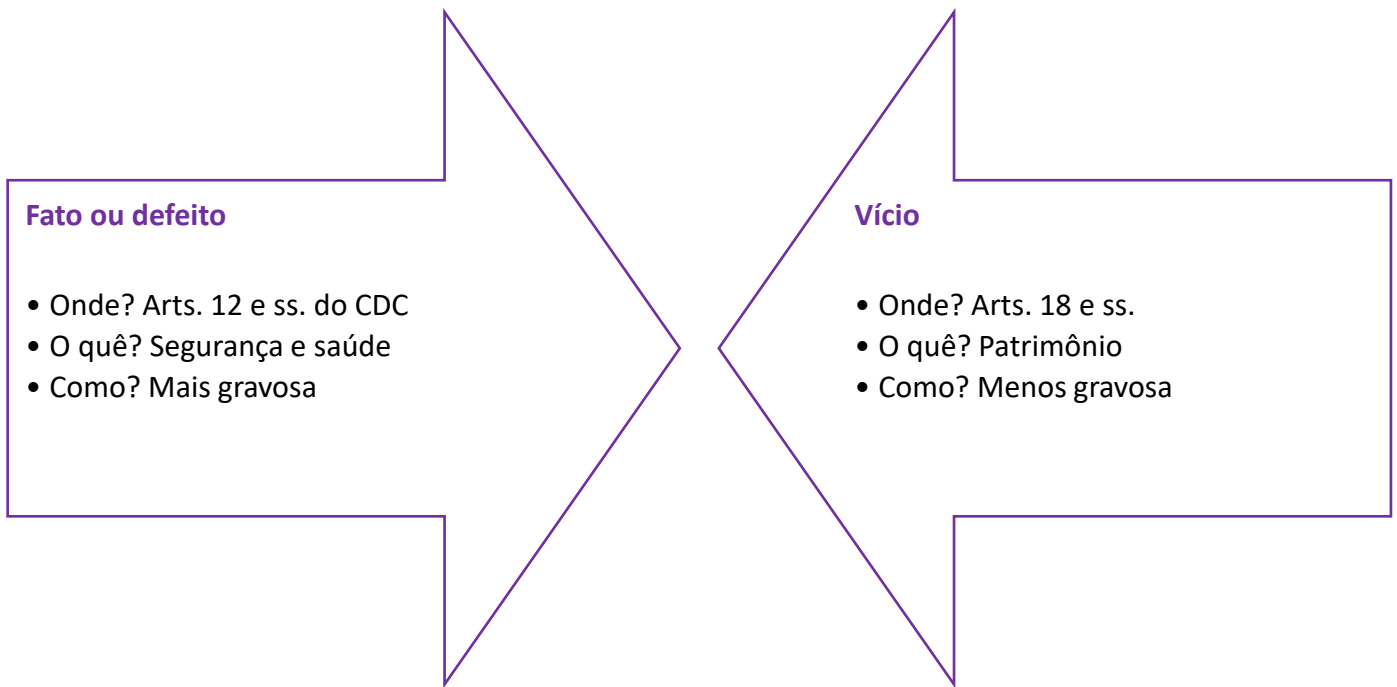 Fato ou defeito
• Onde? Arts. 12 e ss. do CDC
• O quê? Segurança e saúde
• Como? Mais gravosa
Vício
• Onde? Arts. 18 e ss.
• O quê? Patrimônio
• Como? Menos gravosa